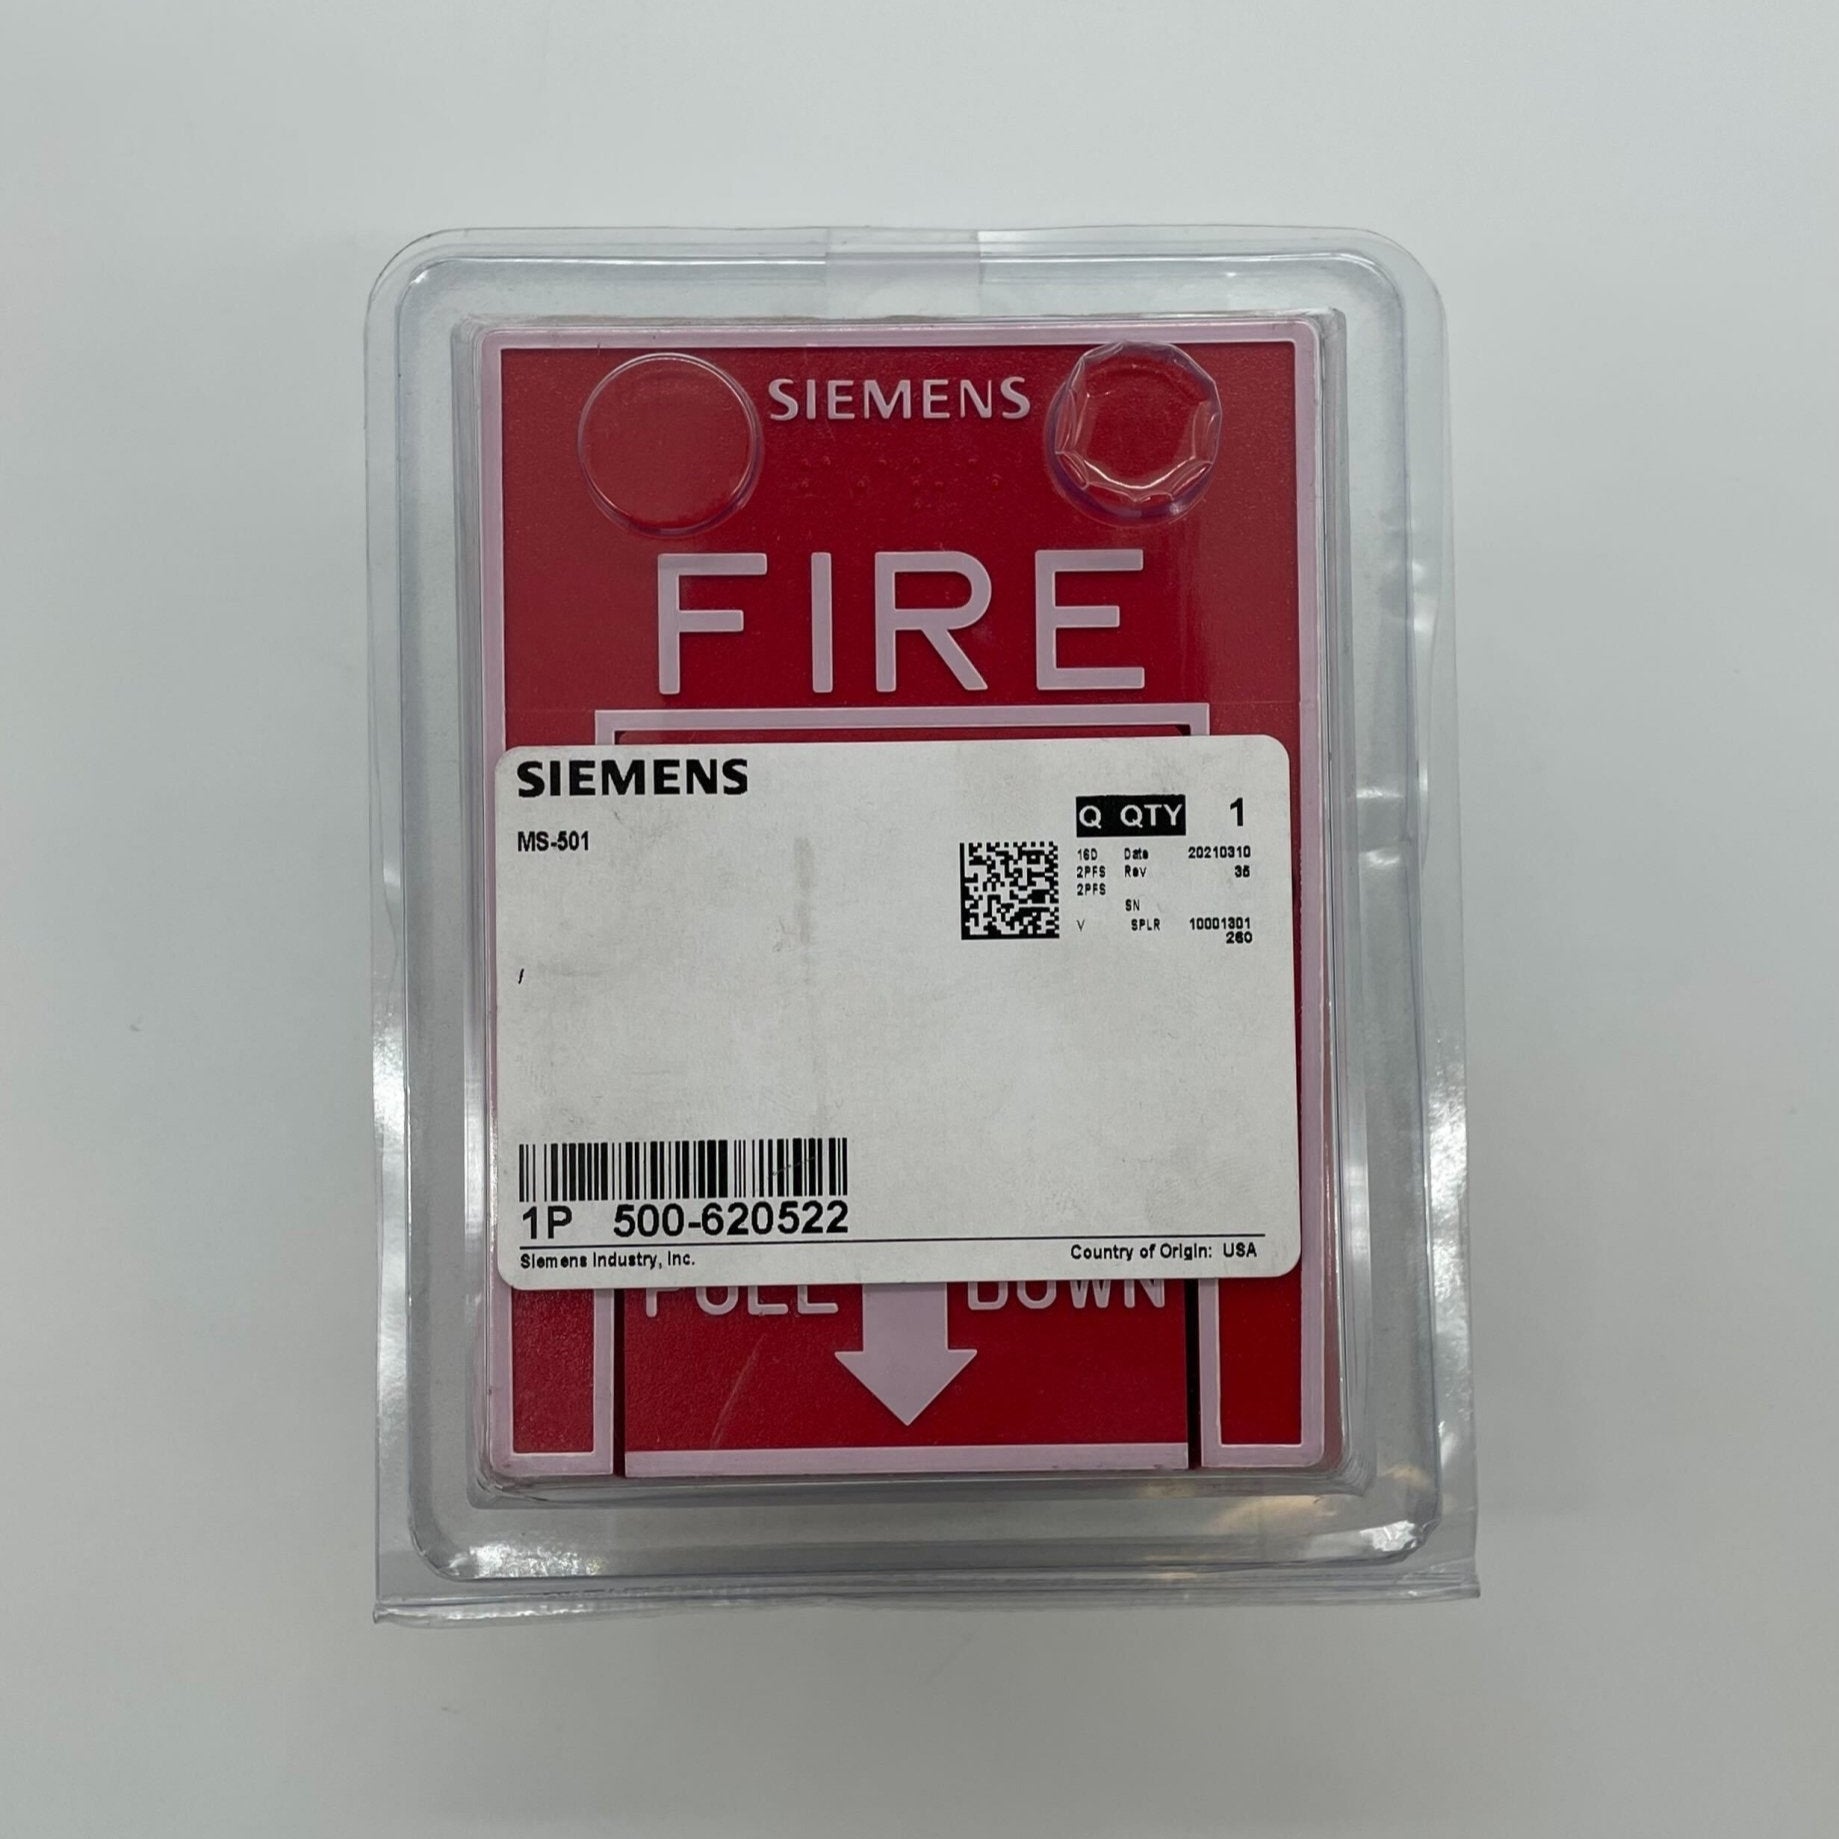 SIEMENS
FIRE
SIEMENS
Q QTY 1
MS-501
16D Date 20210310
2PFS Rev 35
2PFS
SN
V SPLR 10001301
260
/
1P 500-620522
Siemens Industry, Inc. Country of Origin: USA
PULL DOWN